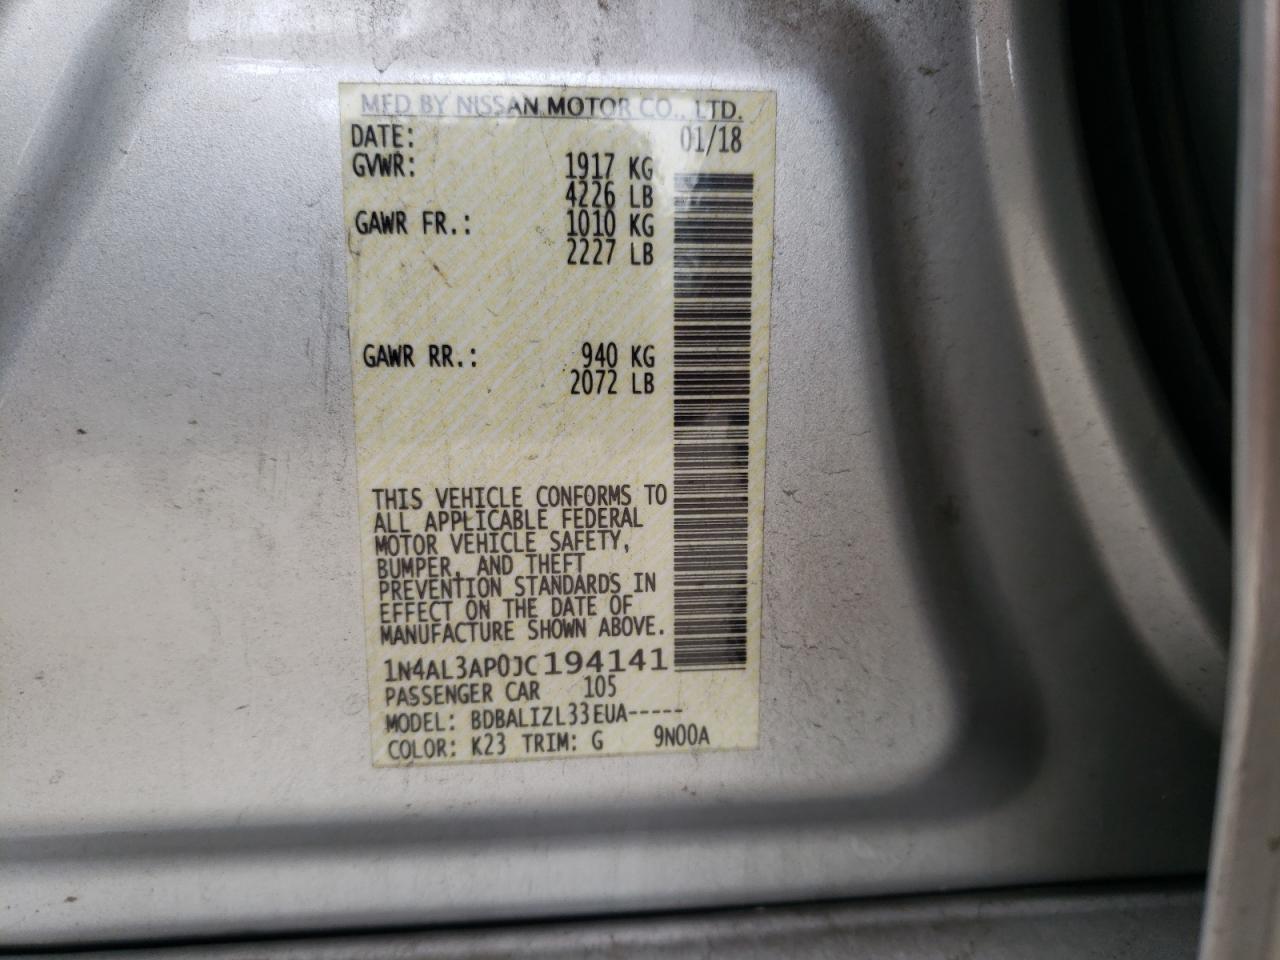 MFD BY NISSAN MOTOR CO., LTD.
DATE: 01/18
GVWR: 1917 KG
4226 LB
GAWR FR.: 1010 KG
2227 LB
GAWR RR.: 940 KG
2072 LB
THIS VEHICLE CONFORMS TO
ALL APPLICABLE FEDERAL
MOTOR VEHICLE SAFETY,
BUMPER, AND THEFT
PREVENTION STANDARDS IN
EFFECT ON THE DATE OF
MANUFACTURE SHOWN ABOVE.
1N4AL3AP0JC194141
PASSENGER CAR 105
MODEL: BDBALIZL33EUA-----
COLOR: K23 TRIM: G 9N00A